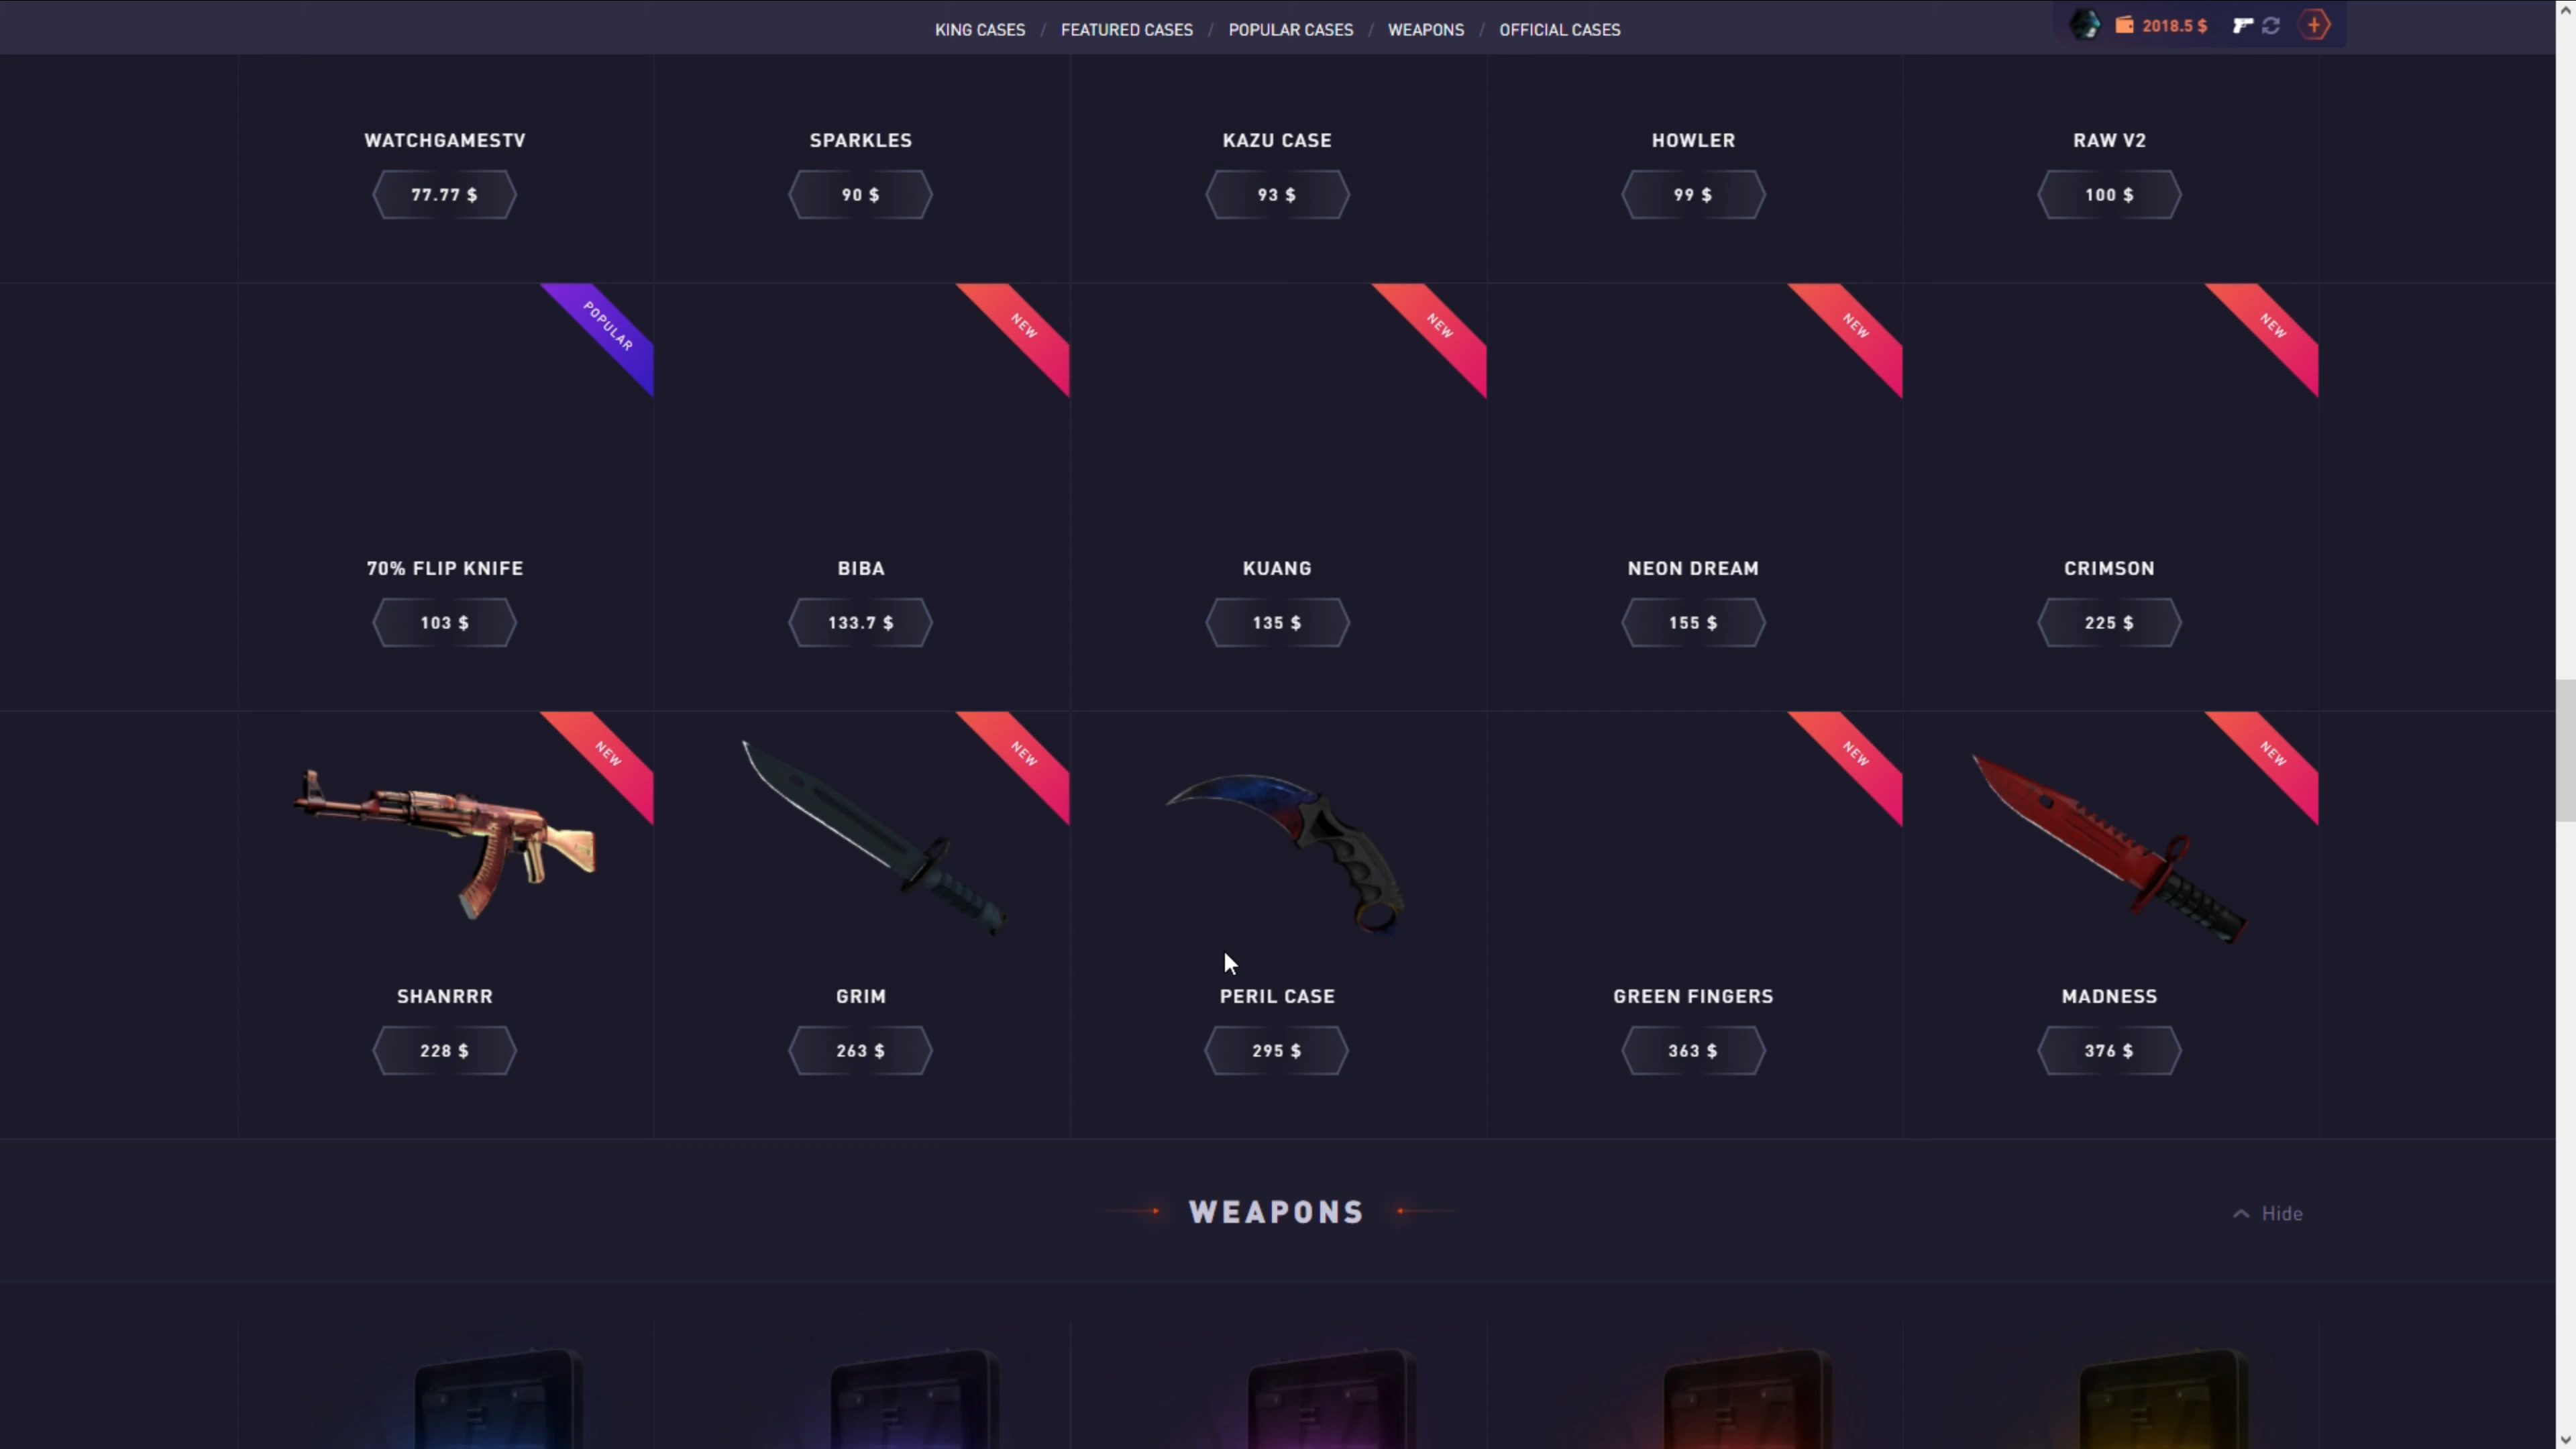 KING CASES / FEATURED CASES / POPULAR CASES / WEAPONS / OFFICIAL CASES
2018.5 $
WATCHGAMESTV
77.77 $
SPARKLES
90 $
KAZU CASE
93 $
HOWLER
99 $
RAW V2
100 $
POPULAR
70% FLIP KNIFE
103 $
NEW
BIBA
133.7 $
NEW
KUANG
135 $
NEW
NEON DREAM
155 $
NEW
CRIMSON
225 $
NEW
SHANRRR
228 $
NEW
GRIM
263 $
PERIL CASE
295 $
NEW
GREEN FINGERS
363 $
NEW
MADNESS
376 $
WEAPONS
Hide